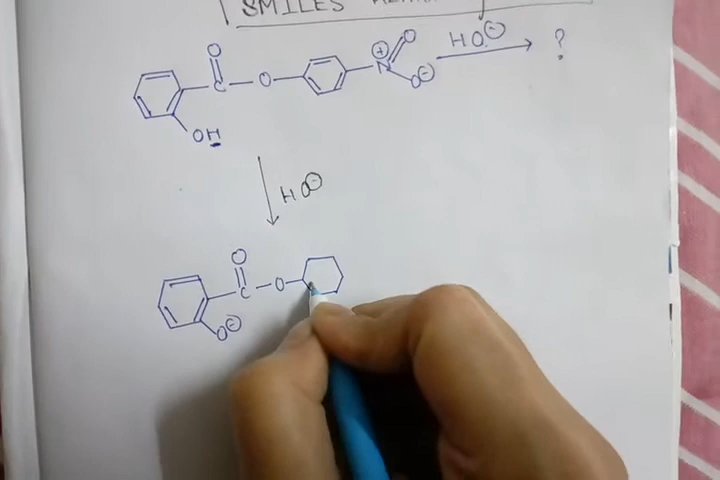 SMILES
O
C O N⊕ O HO⊖ ?
O⊖
OH
HO⊖
O
C O
O⊖